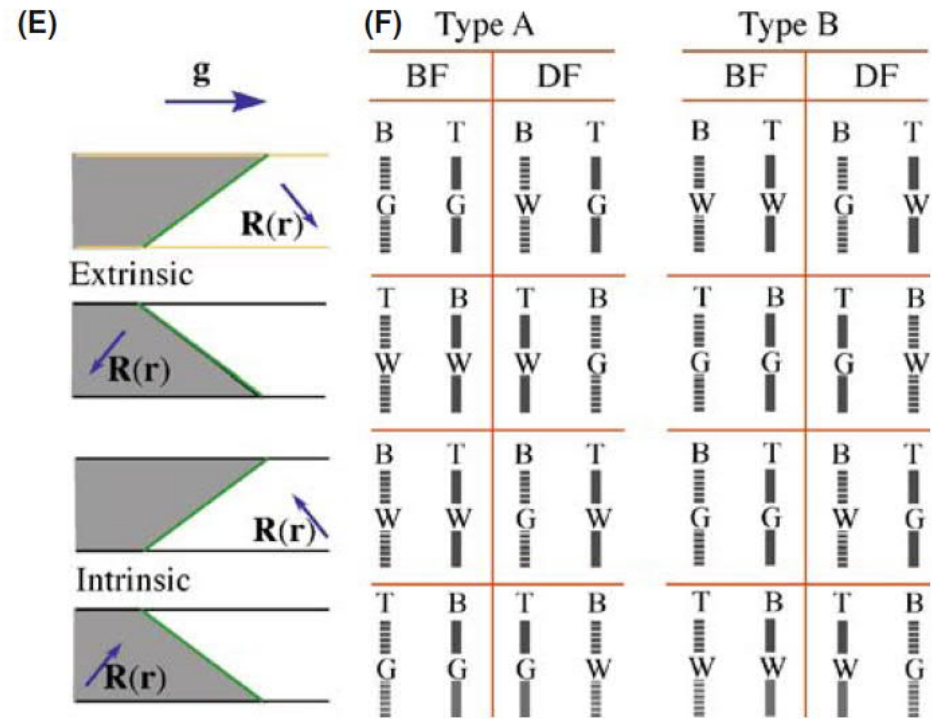 (E)
g
R(r)
Extrinsic
R(r)
R(r)
Intrinsic
R(r)
(F) Type A Type B
BF DF BF DF
B T B T B T B T
G G W G W W G W
T B T B T B T B
W W W G G G G W
B T B T B T B T
W W G W G G W G
T B T B T B T B
G G G W W W W G